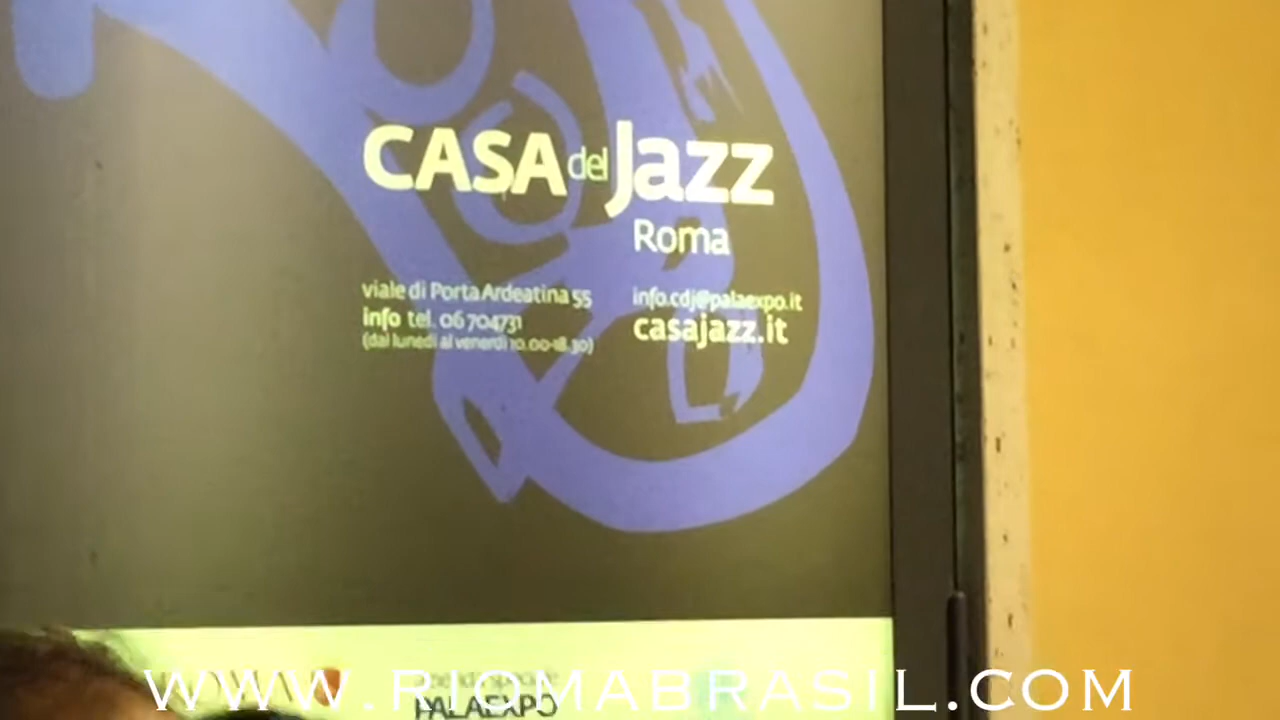 CASA del Jazz
Roma
viale di Porta Ardeatina 55
info tel. 06 704731
(dal lunedì al venerdì 10.00-18.30)
info.cdj@palaexpo.it
casajazz.it
PALAEXPO
WWW.RIOMABRASIL.COM